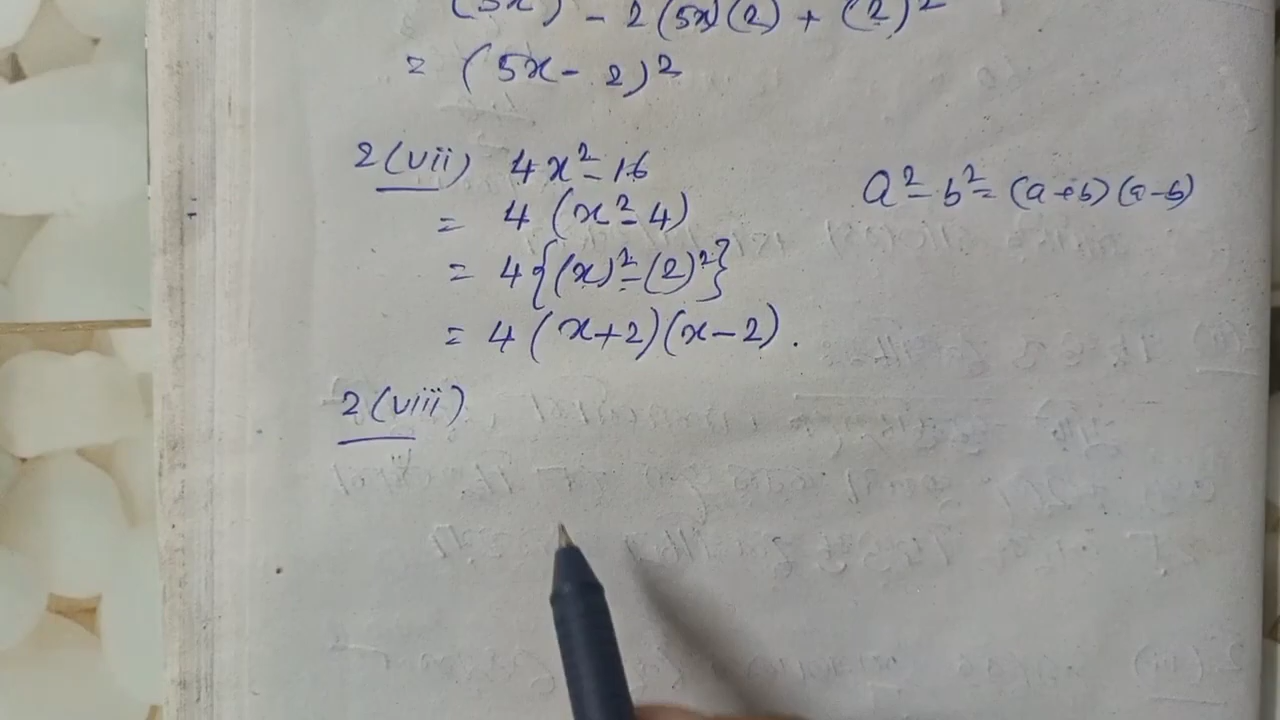 (5x) - 2(5x)(2) + (2)²
= (5x - 2)²
2(vii) 4x² - 16
= 4(x² - 4)
a² - b² = (a+b)(a-b)
= 4{(x)² - (2)²}
= 4(x+2)(x-2).
2(viii)